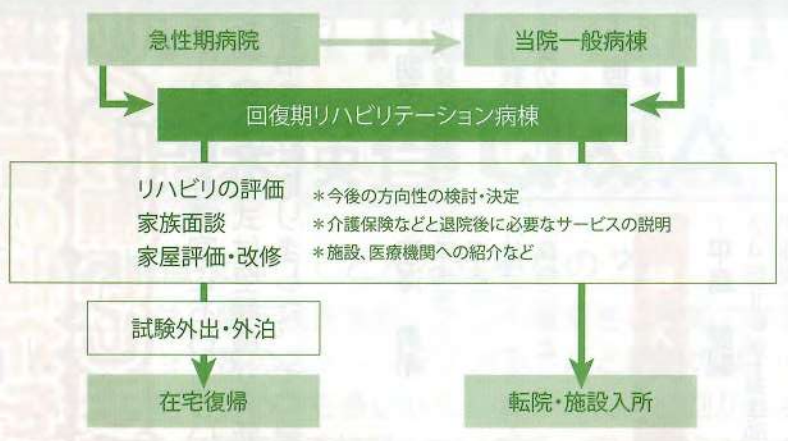 急性期病院
当院一般病棟
回復期リハビリテーション病棟
リハビリの評価
家族面談
家屋評価・改修
＊今後の方向性の検討・決定
＊介護保険などと退院後に必要なサービスの説明
＊施設、医療機関への紹介など
試験外出・外泊
在宅復帰
転院・施設入所